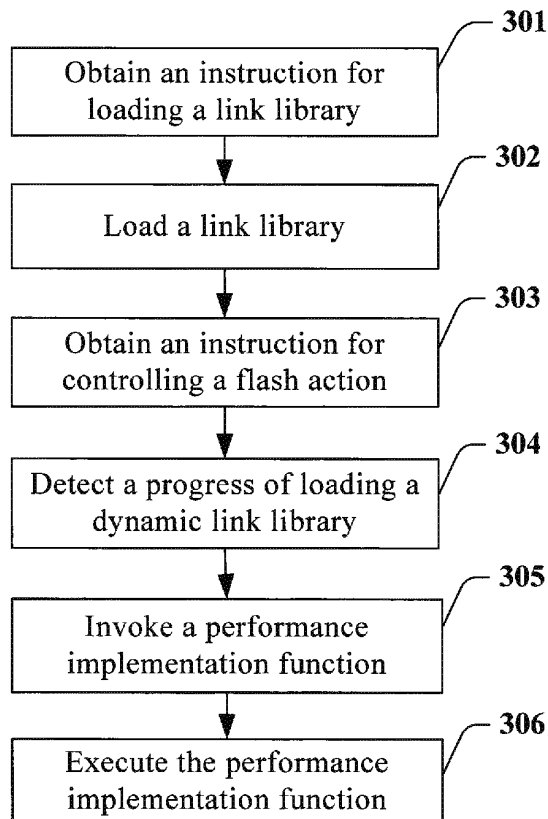 301
Obtain an instruction for
loading a link library
302
Load a link library
303
Obtain an instruction for
controlling a flash action
304
Detect a progress of loading a
dynamic link library
305
Invoke a performance
implementation function
306
Execute the performance
implementation function